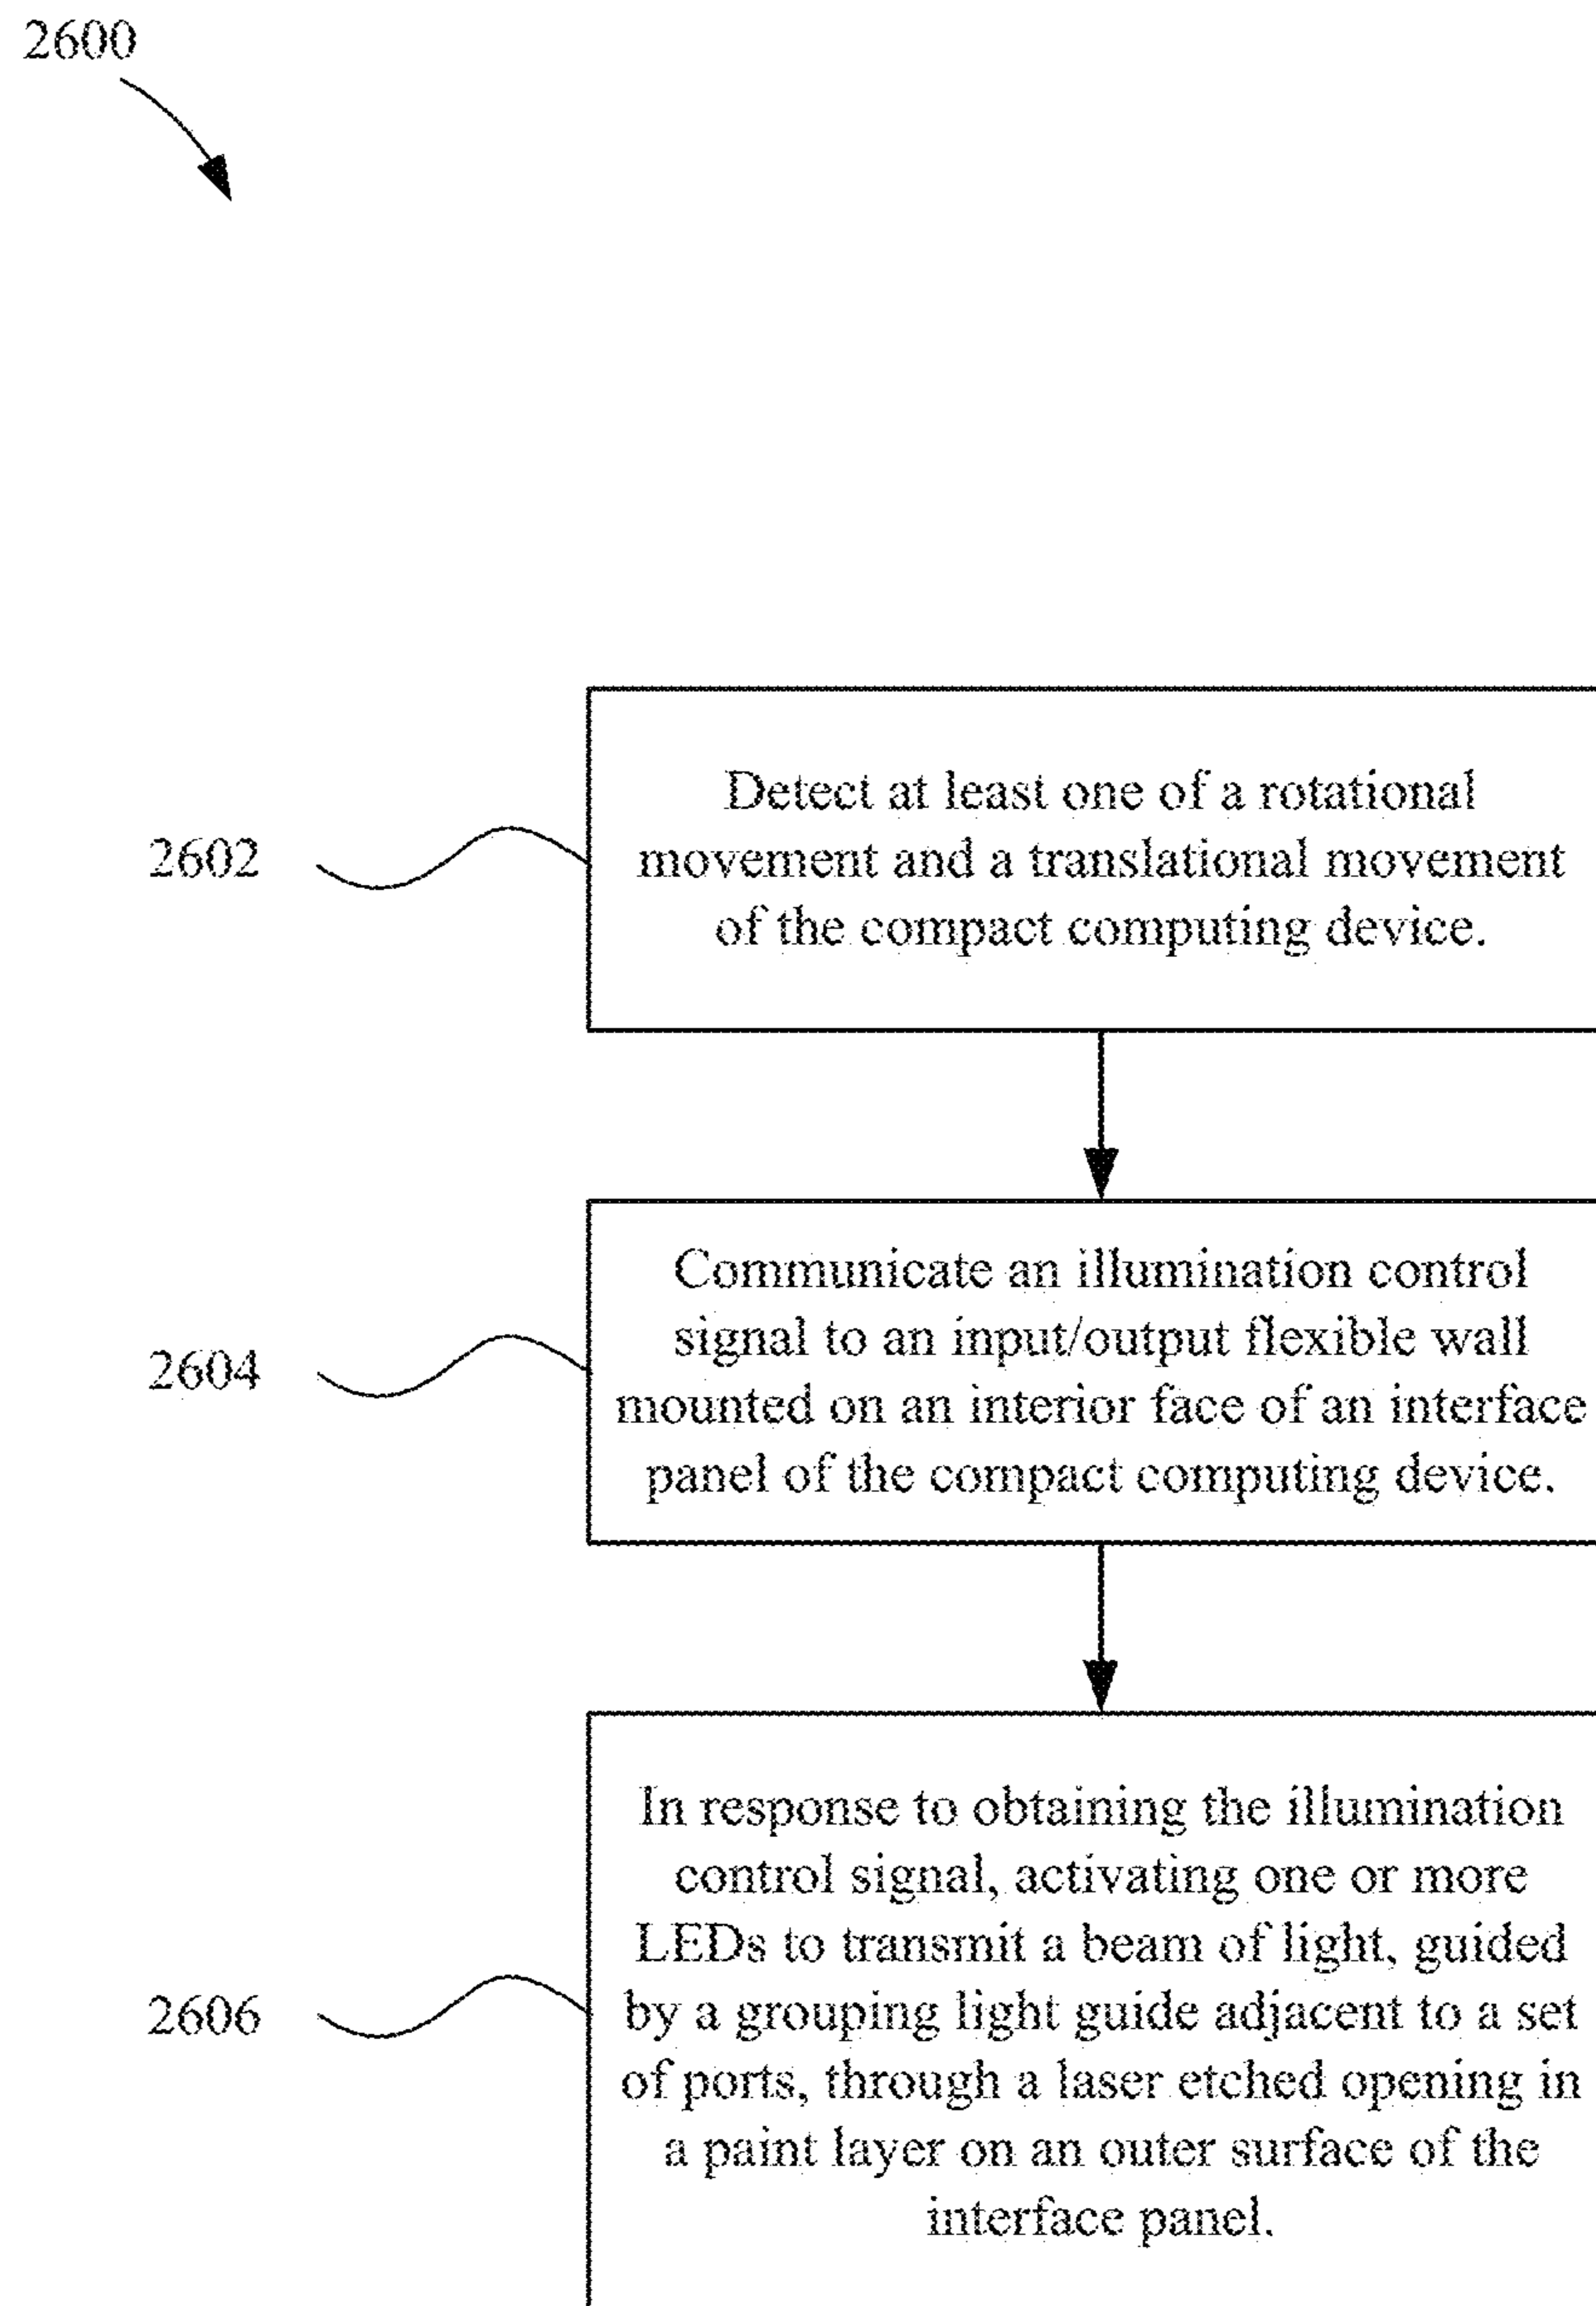 2600
2602
Detect at least one of a rotational
movement and a translational movement
of the compact computing device.
2604
Communicate an illumination control
signal to an input/output flexible wall
mounted on an interior face of an interface
panel of the compact computing device.
2606
In response to obtaining the illumination
control signal, activating one or more
LEDs to transmit a beam of light, guided
by a grouping light guide adjacent to a set
of ports, through a laser etched opening in
a paint layer on an outer surface of the
interface panel.